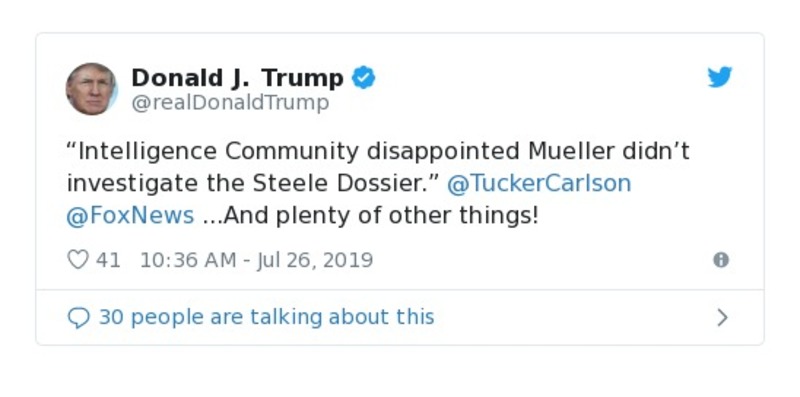 Donald J. Trump
@realDonaldTrump
“Intelligence Community disappointed Mueller didn’t
investigate the Steele Dossier.” @TuckerCarlson
@FoxNews ...And plenty of other things!
41 10:36 AM - Jul 26, 2019
30 people are talking about this